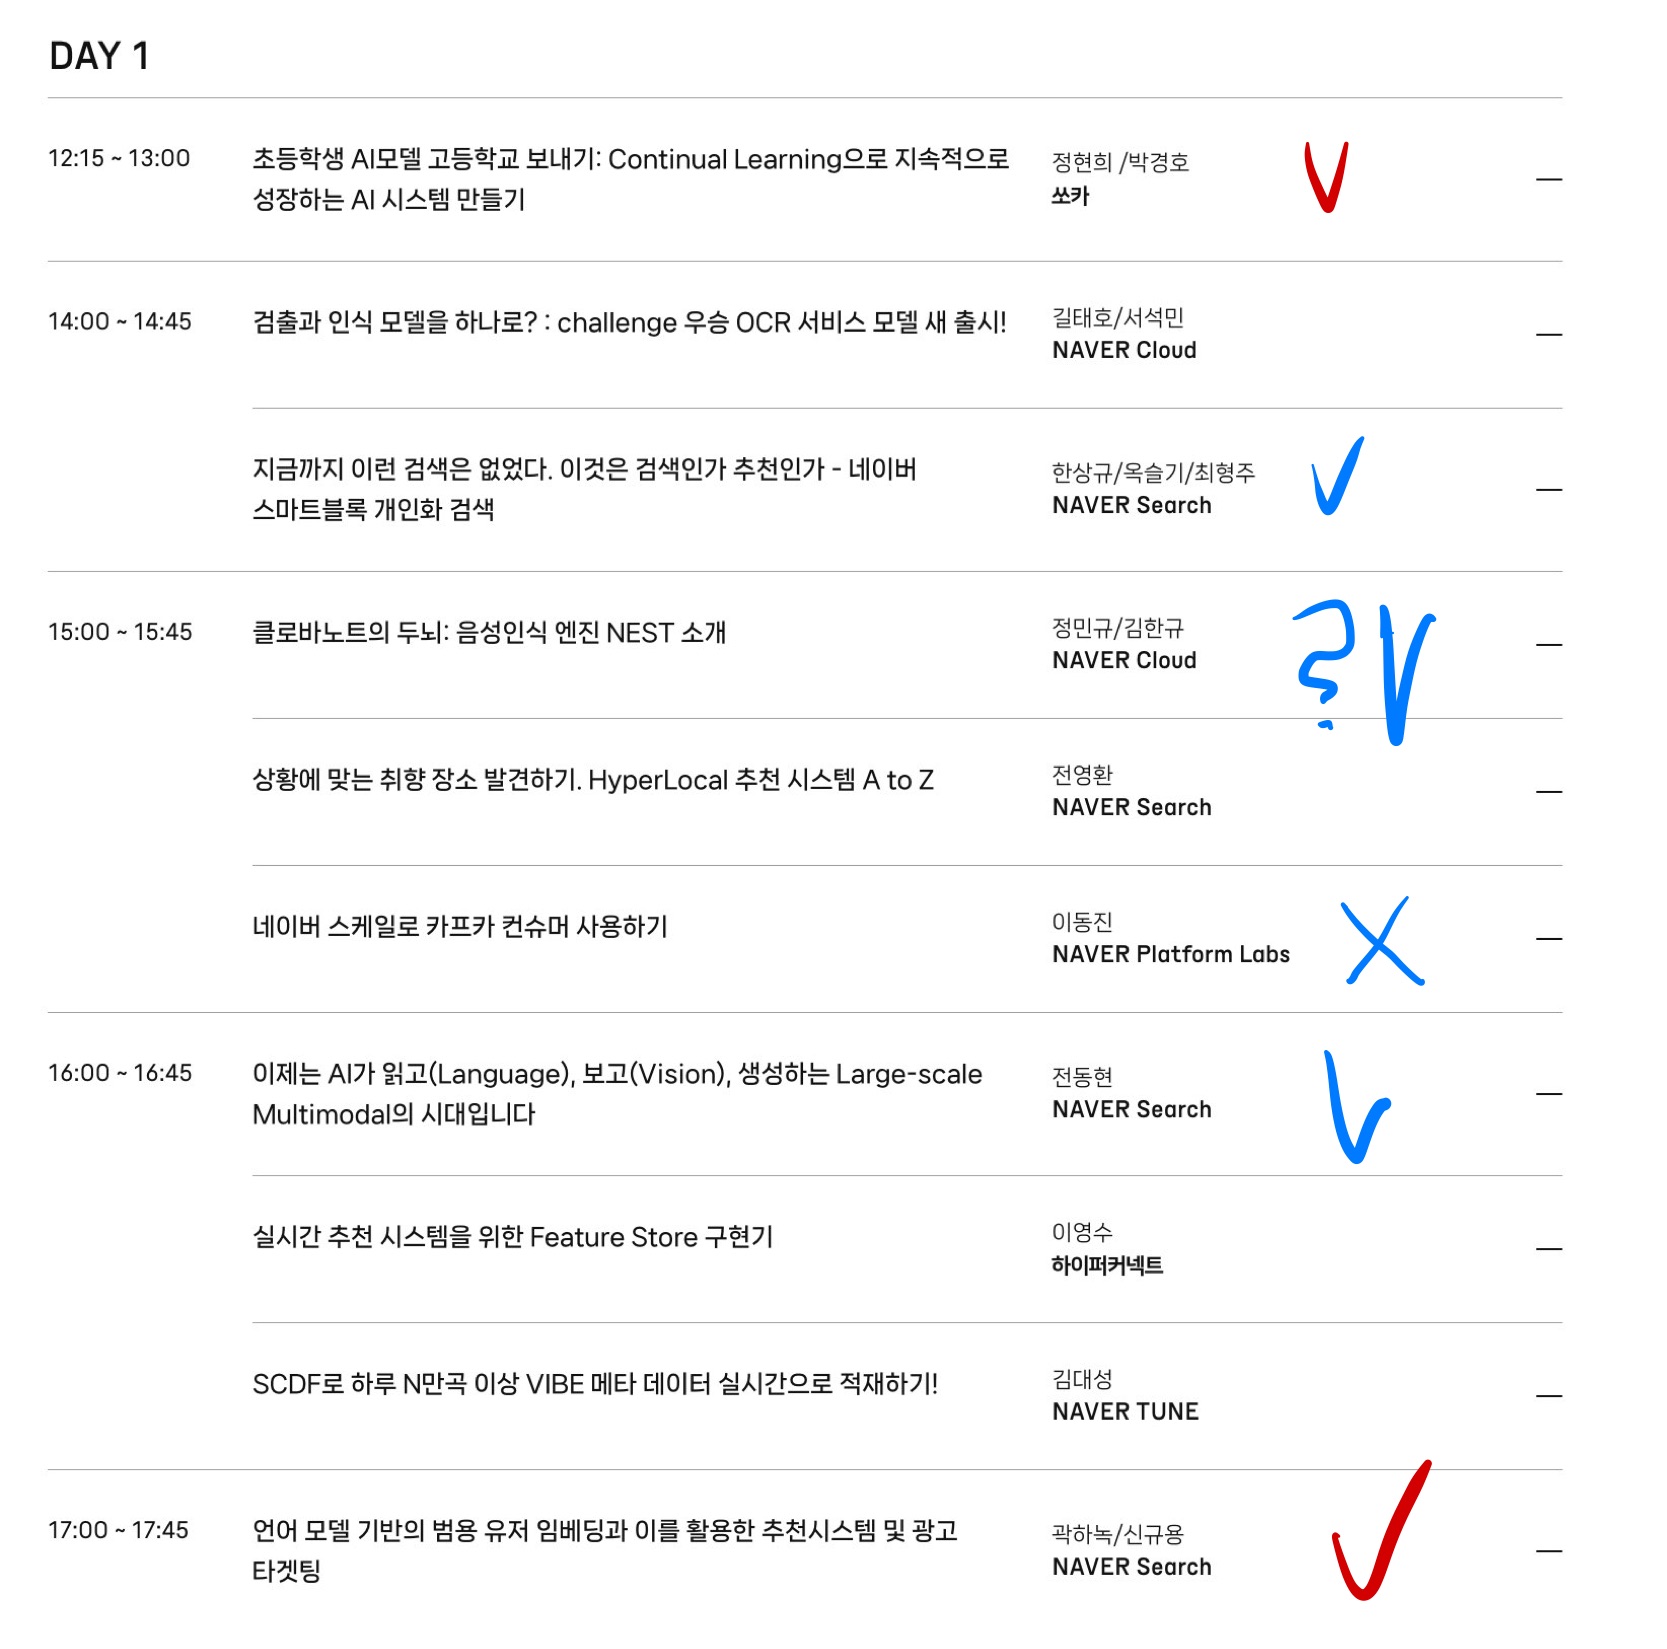 DAY 1
12:15 ~ 13:00
초등학생 AI모델 고등학교 보내기: Continual Learning으로 지속적으로
성장하는 AI 시스템 만들기
정현희 /박경호
쏘카
14:00 ~ 14:45
검출과 인식 모델을 하나로? : challenge 우승 OCR 서비스 모델 새 출시!
길태호/서석민
NAVER Cloud
지금까지 이런 검색은 없었다. 이것은 검색인가 추천인가 - 네이버
스마트블록 개인화 검색
한상규/옥슬기/최형주
NAVER Search
15:00 ~ 15:45
클로바노트의 두뇌: 음성인식 엔진 NEST 소개
정민규/김한규
NAVER Cloud
?
상황에 맞는 취향 장소 발견하기. HyperLocal 추천 시스템 A to Z
전영환
NAVER Search
네이버 스케일로 카프카 컨슈머 사용하기
이동진
NAVER Platform Labs
16:00 ~ 16:45
이제는 AI가 읽고(Language), 보고(Vision), 생성하는 Large-scale
Multimodal의 시대입니다
전동현
NAVER Search
실시간 추천 시스템을 위한 Feature Store 구현기
이영수
하이퍼커넥트
SCDF로 하루 N만곡 이상 VIBE 메타 데이터 실시간으로 적재하기!
김대성
NAVER TUNE
17:00 ~ 17:45
언어 모델 기반의 범용 유저 임베딩과 이를 활용한 추천시스템 및 광고
타겟팅
곽하녹/신규용
NAVER Search